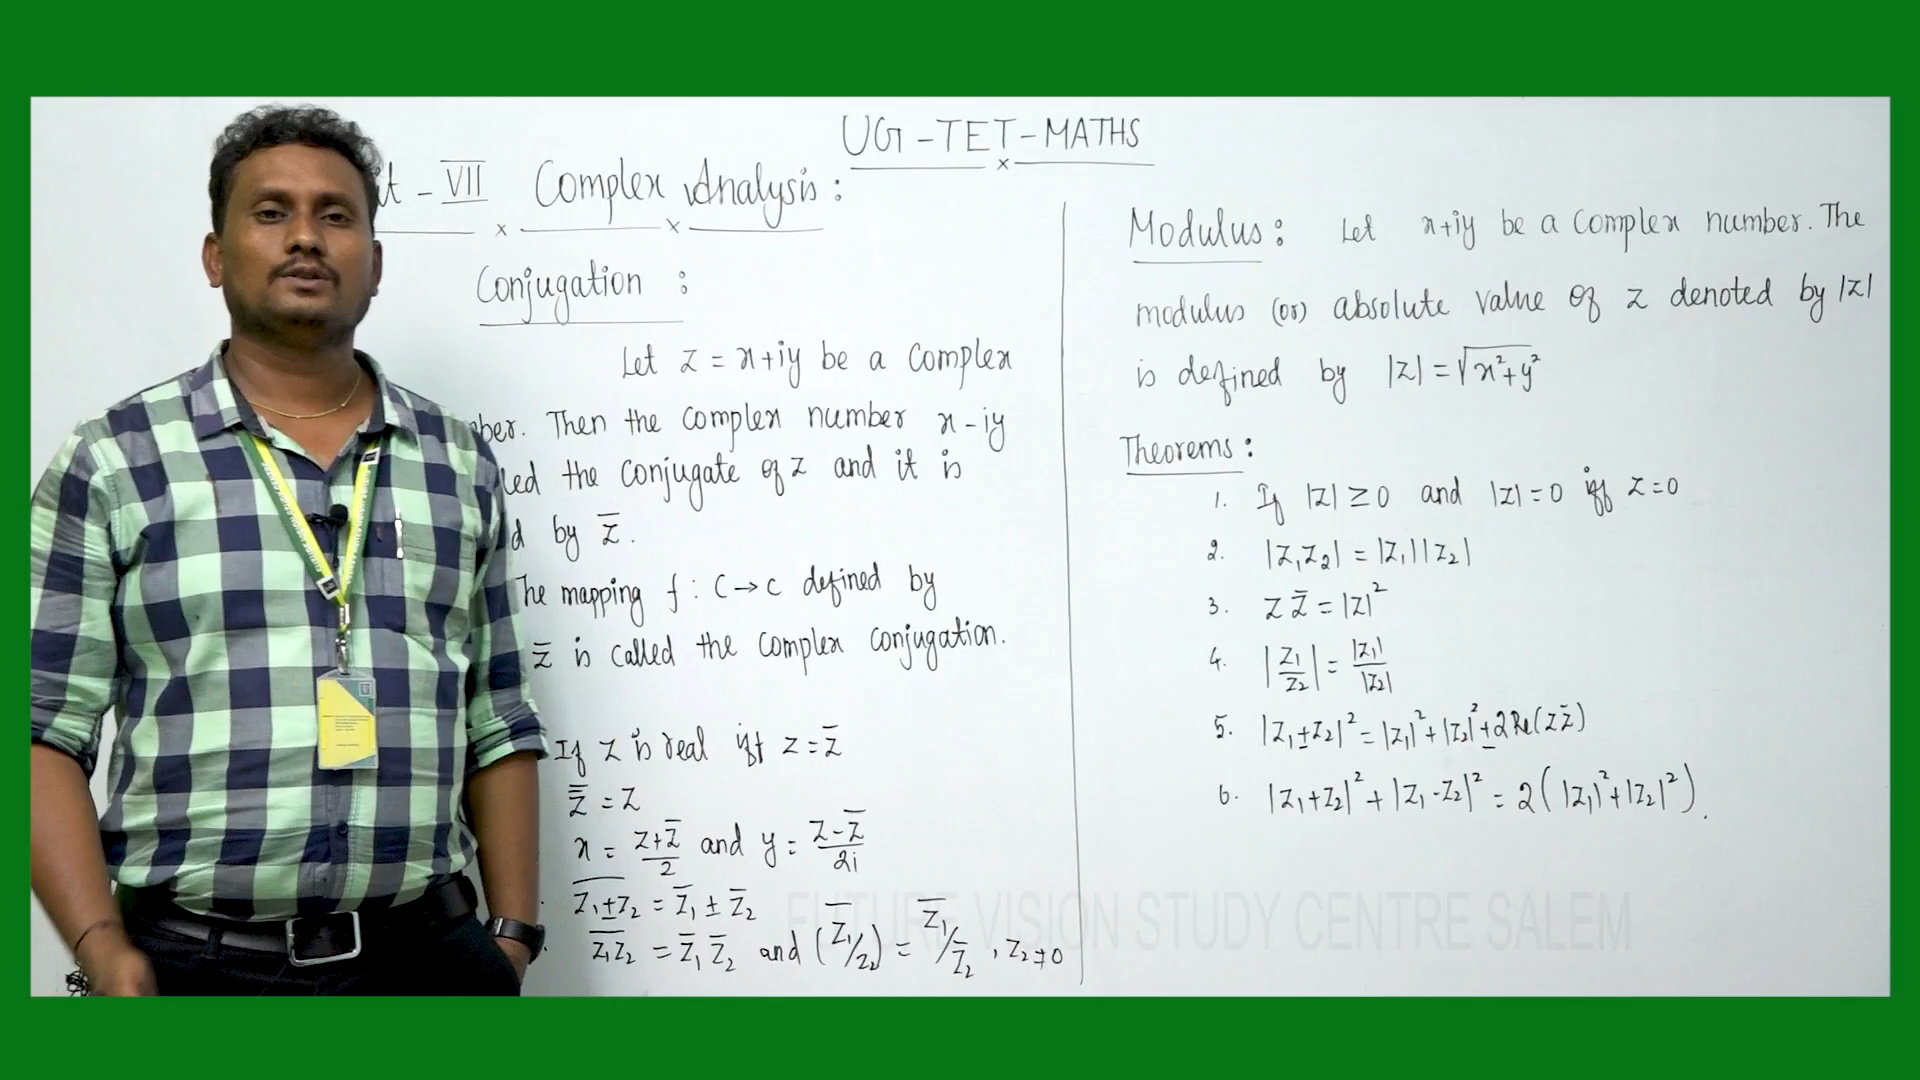 UG-TET-MATHS
it - VII Complex Analysis:
Conjugation :
Let z = x+iy be a complex
ber. Then the complex number x-iy
led the conjugate of z and it is
d by z̅.
The mapping f : C→c defined by
z̅ is called the complex conjugation.
If z is real iff z = z̅
z̿ = z
x = (z+z̅)/2 and y = (z-z̅)/2i
\overline{z₁±z₂} = z̅₁ ± z̅₂
\overline{z₁z₂} = z̅₁ z̅₂ and (\overline{z₁/z₂}) = z̅₁/z̅₂ , z₂≠0
Modulus: Let x+iy be a complex number. The
modulus (or) absolute value of z denoted by |z|
is defined by |z| = √x²+y²
Theorems:
1. If |z| ≥ 0 and |z| = 0 iff z = 0
2. |z₁z₂| = |z₁||z₂|
3. z z̅ = |z|²
4. |z₁/z₂| = |z₁|/|z₂|
5. |z₁±z₂|² = |z₁|²+|z₂|²±2Re(z z̅)
6. |z₁+z₂|² + |z₁-z₂|² = 2(|z₁|²+|z₂|²).
FUTURE VISION STUDY CENTRE SALEM